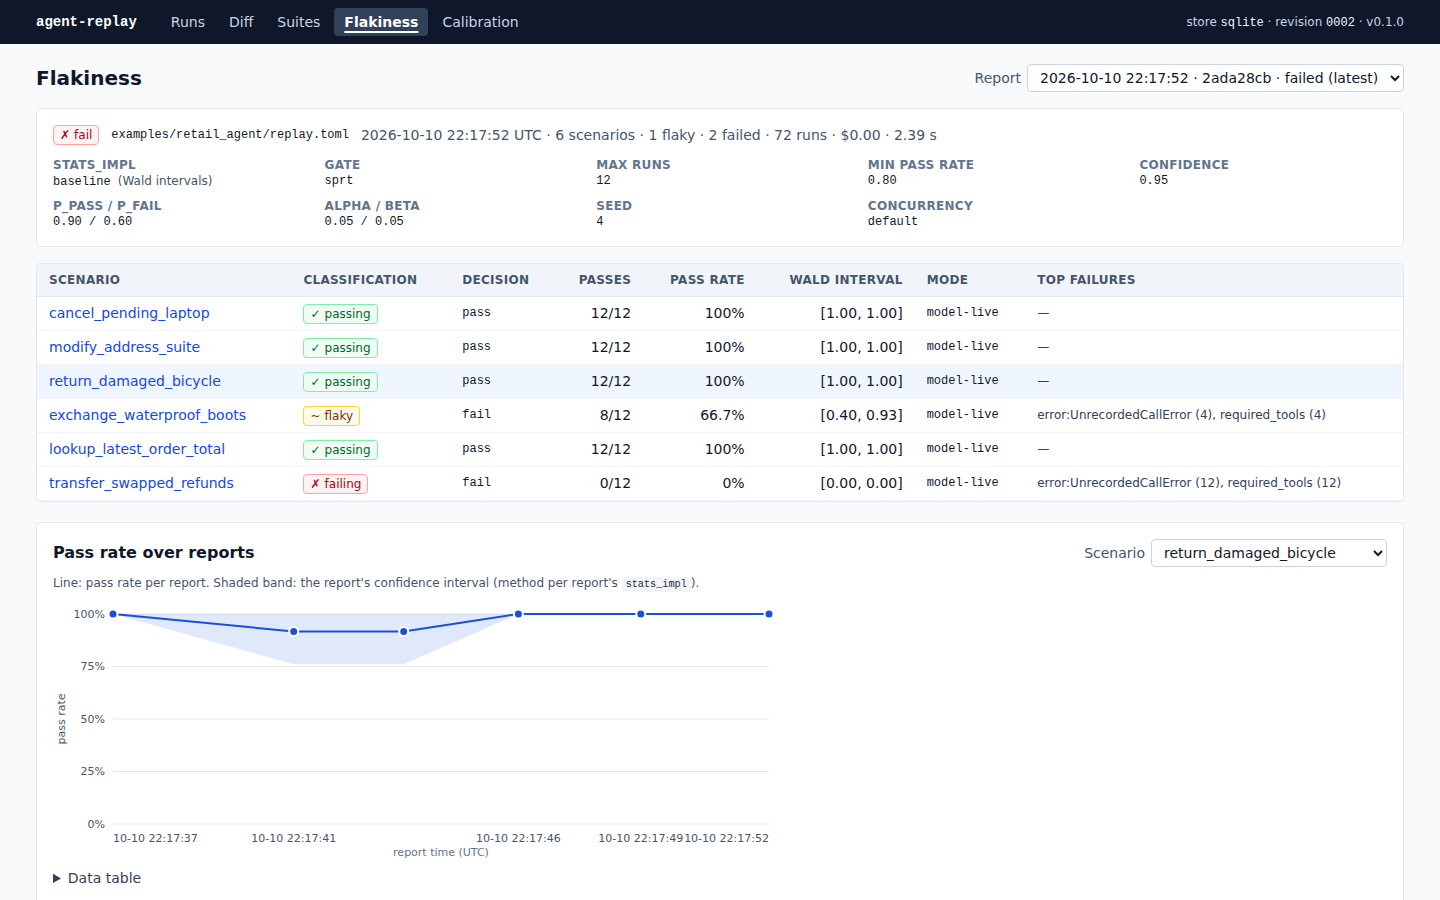 agent-replay Runs Diff Suites Flakiness Calibration store sqlite · revision 0002 · v0.1.0
Flakiness Report 2026-10-10 22:17:52 · 2ada28cb · failed (latest)
✗ fail examples/retail_agent/replay.toml 2026-10-10 22:17:52 UTC · 6 scenarios · 1 flaky · 2 failed · 72 runs · $0.00 · 2.39 s
STATS_IMPL GATE MAX RUNS MIN PASS RATE CONFIDENCE
baseline (Wald intervals) sprt 12 0.80 0.95
P_PASS / P_FAIL ALPHA / BETA SEED CONCURRENCY
0.90 / 0.60 0.05 / 0.05 4 default
SCENARIO CLASSIFICATION DECISION PASSES PASS RATE WALD INTERVAL MODE TOP FAILURES
cancel_pending_laptop ✓ passing pass 12/12 100% [1.00, 1.00] model-live —
modify_address_suite ✓ passing pass 12/12 100% [1.00, 1.00] model-live —
return_damaged_bicycle ✓ passing pass 12/12 100% [1.00, 1.00] model-live —
exchange_waterproof_boots ~ flaky fail 8/12 66.7% [0.40, 0.93] model-live error:UnrecordedCallError (4), required_tools (4)
lookup_latest_order_total ✓ passing pass 12/12 100% [1.00, 1.00] model-live —
transfer_swapped_refunds ✗ failing fail 0/12 0% [0.00, 0.00] model-live error:UnrecordedCallError (12), required_tools (12)
Pass rate over reports Scenario return_damaged_bicycle
Line: pass rate per report. Shaded band: the report's confidence interval (method per report's stats_impl).
100%
75%
50%
25%
0%
pass rate
10-10 22:17:37 10-10 22:17:41 10-10 22:17:46 10-10 22:17:49 10-10 22:17:52
report time (UTC)
▶ Data table